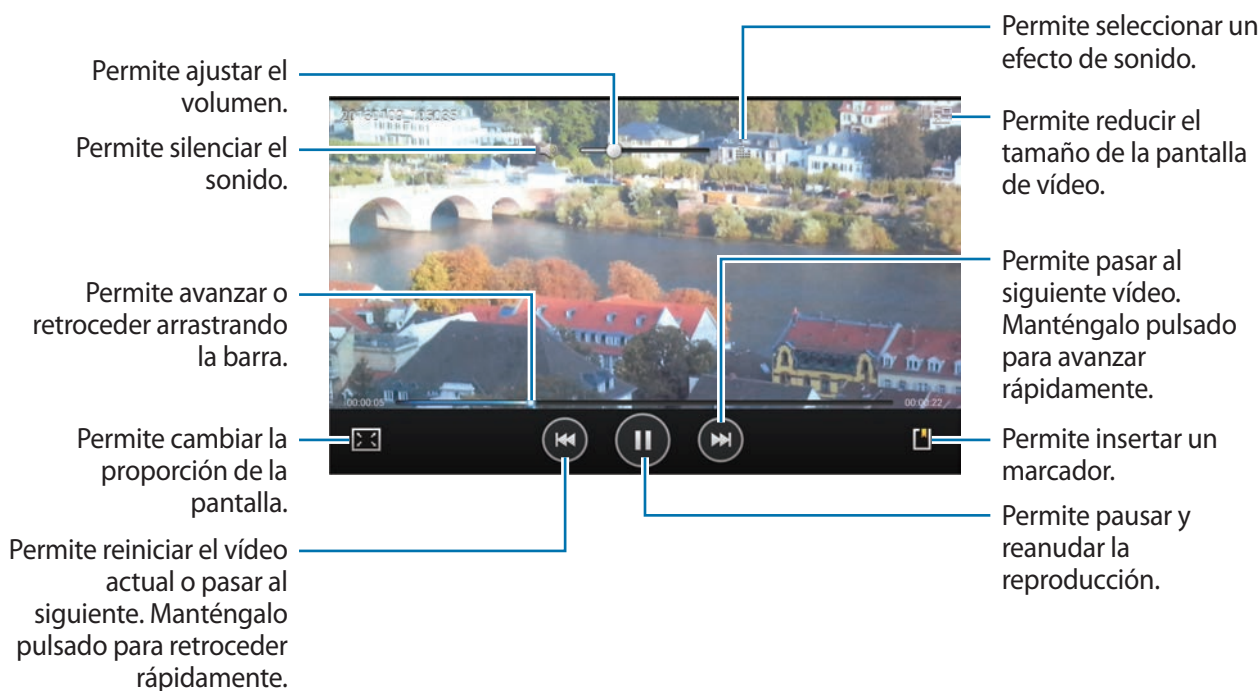 Permite ajustar el
volumen.
Permite silenciar el
sonido.
Permite avanzar o
retroceder arrastrando
la barra.
Permite cambiar la
proporción de la
pantalla.
Permite reiniciar el vídeo
actual o pasar al
siguiente. Manténgalo
pulsado para retroceder
rápidamente.
00:00:05
00:00:22
Permite seleccionar un
efecto de sonido.
Permite reducir el
tamaño de la pantalla
de vídeo.
Permite pasar al
siguiente vídeo.
Manténgalo pulsado
para avanzar
rápidamente.
Permite insertar un
marcador.
Permite pausar y
reanudar la
reproducción.